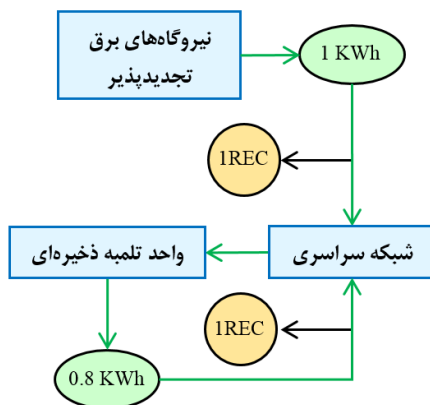 نیروگاه‌های برق
تجدیدپذیر
1 KWh
1REC
شبکه سراسری
واحد تلمبه ذخیره‌ای
1REC
0.8 KWh